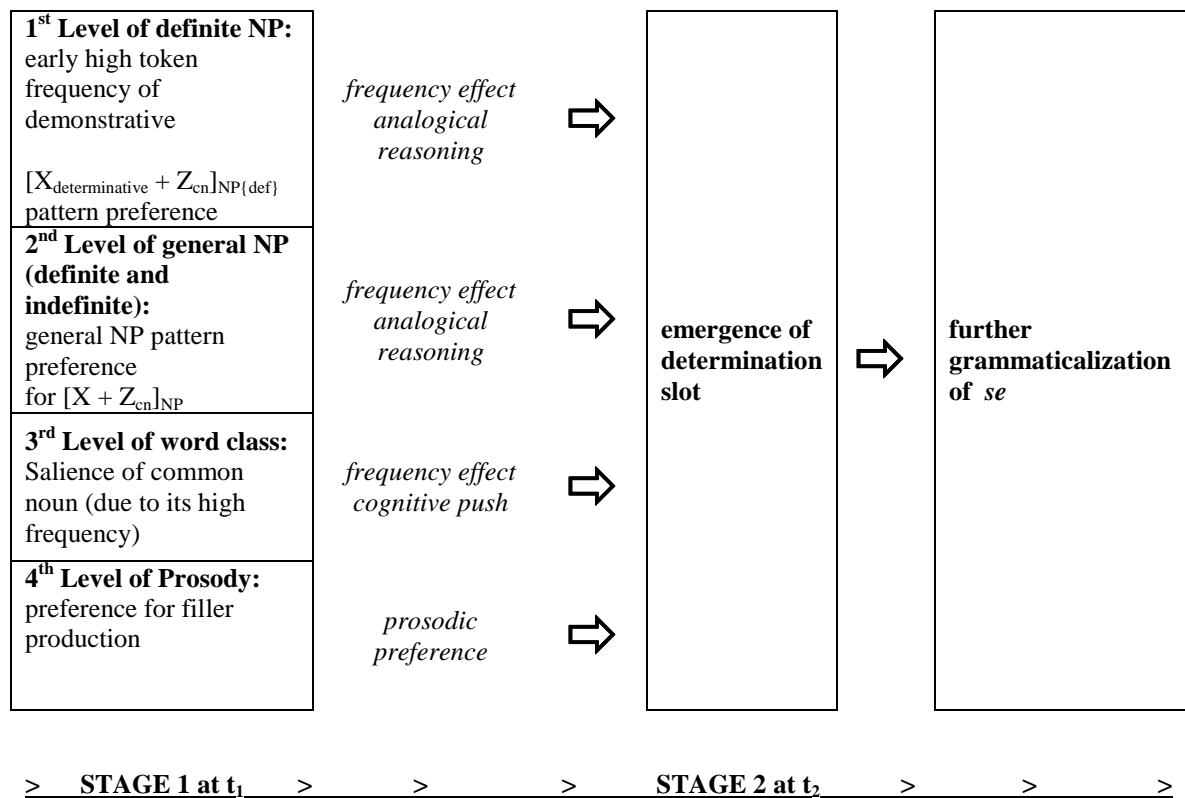 1st Level of definite NP:
early high token
frequency of
demonstrative
[Xdeterminative + Zcn]NP{def}
pattern preference
frequency effect
analogical
reasoning
2nd Level of general NP
(definite and
indefinite):
general NP pattern
preference
for [X + Zcn]NP
frequency effect
analogical
reasoning
3rd Level of word class:
Salience of common
noun (due to its high
frequency)
frequency effect
cognitive push
4th Level of Prosody:
preference for filler
production
prosodic
preference
emergence of
determination
slot
further
grammaticalization
of se
> STAGE 1 at t1 > > > STAGE 2 at t2 > > >